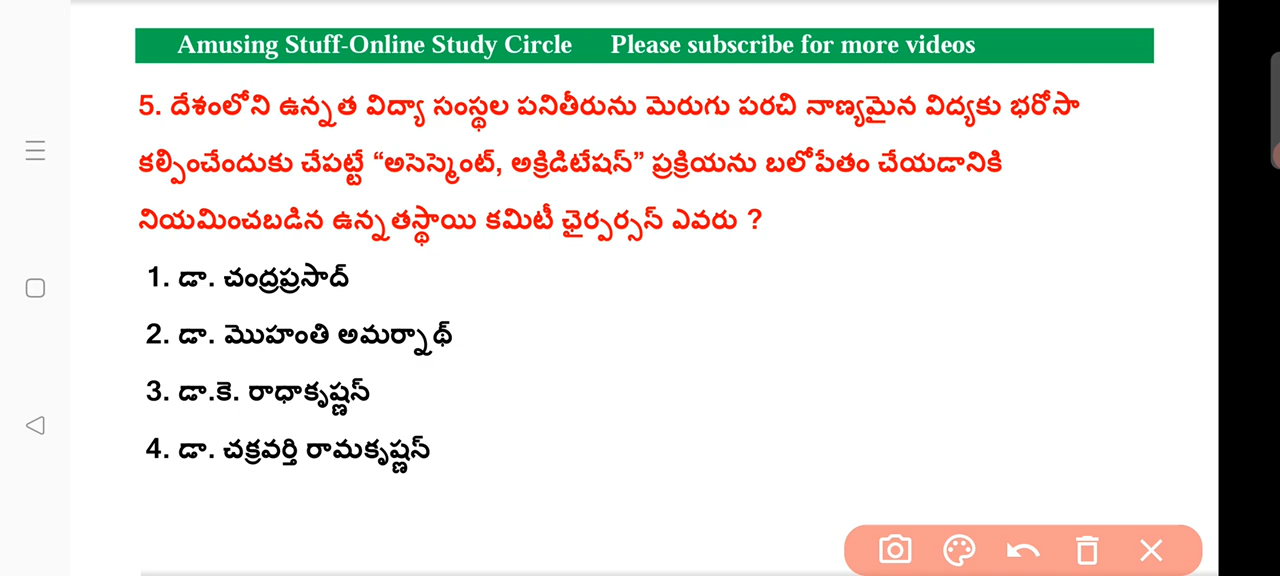 Amusing Stuff-Online Study Circle Please subscribe for more videos
5. దేశంలోని ఉన్నత విద్యా సంస్థల పనితీరును మెరుగు పరచి నాణ్యమైన విద్యకు భరోసా
కల్పించేందుకు చేపట్టే “అసెస్మెంట్, అక్రిడిటేషన్” ప్రక్రియను బలోపేతం చేయడానికి
నియమించబడిన ఉన్నతస్థాయి కమిటీ ఛైర్పర్సన్ ఎవరు ?
1. డా. చంద్రప్రసాద్
2. డా. మొహంతి అమర్నాథ్
3. డా.కె. రాధాకృష్ణన్
4. డా. చక్రవర్తి రామకృష్ణన్